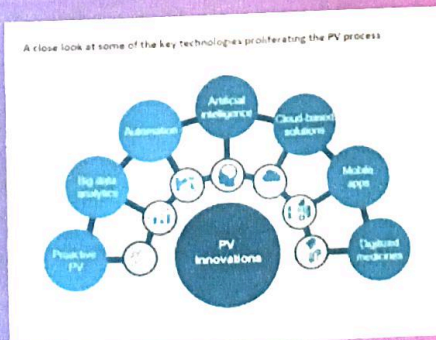 A close look at some of the key technologies proliferating the PV process
Artificial
intelligence
Automation
Cloud-based
solutions
Big data
analytics
Mobile
apps
Proactive
PV
PV
Innovations
Digitized
medicines